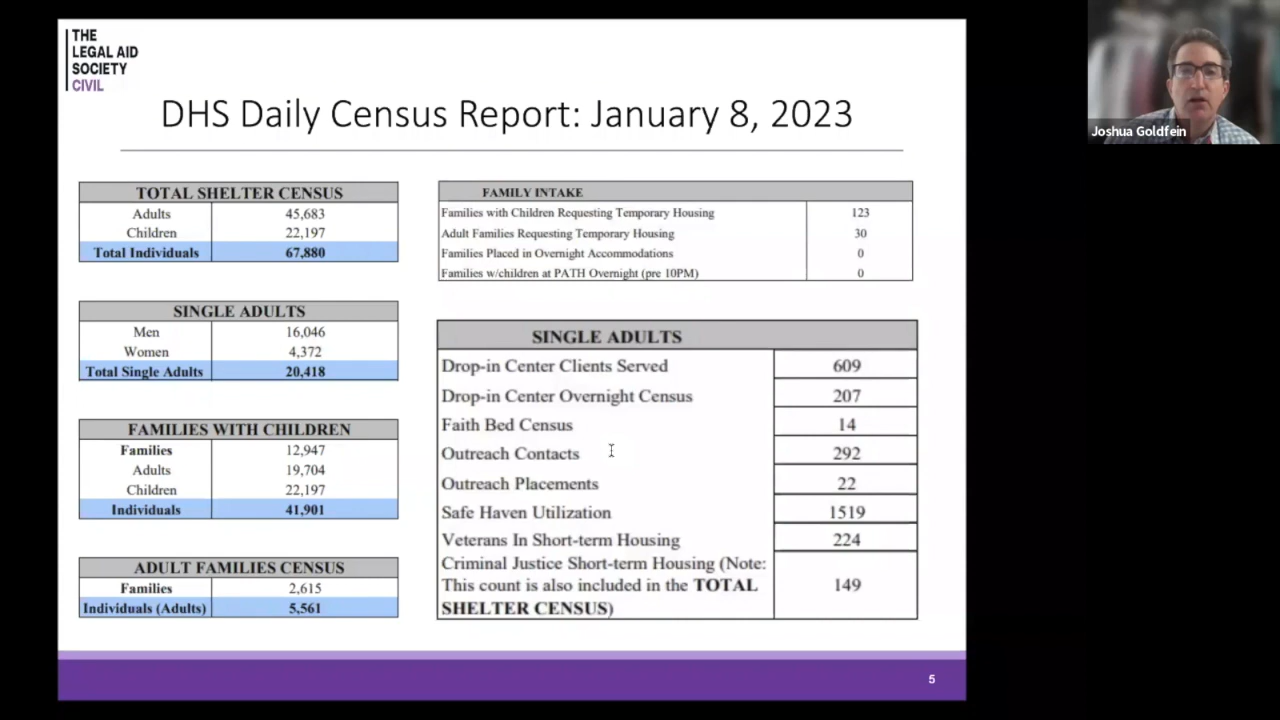 THE
LEGAL AID
SOCIETY
CIVIL
DHS Daily Census Report: January 8, 2023
TOTAL SHELTER CENSUS
Adults 45,683
Children 22,197
Total Individuals 67,880
SINGLE ADULTS
Men 16,046
Women 4,372
Total Single Adults 20,418
FAMILIES WITH CHILDREN
Families 12,947
Adults 19,704
Children 22,197
Individuals 41,901
ADULT FAMILIES CENSUS
Families 2,615
Individuals (Adults) 5,561
FAMILY INTAKE
Families with Children Requesting Temporary Housing 123
Adult Families Requesting Temporary Housing 30
Families Placed in Overnight Accommodations 0
Families w/children at PATH Overnight (pre 10PM) 0
SINGLE ADULTS
Drop-in Center Clients Served 609
Drop-in Center Overnight Census 207
Faith Bed Census 14
Outreach Contacts 292
Outreach Placements 22
Safe Haven Utilization 1519
Veterans In Short-term Housing 224
Criminal Justice Short-term Housing (Note:
This count is also included in the TOTAL 149
SHELTER CENSUS)
5
Joshua Goldfein